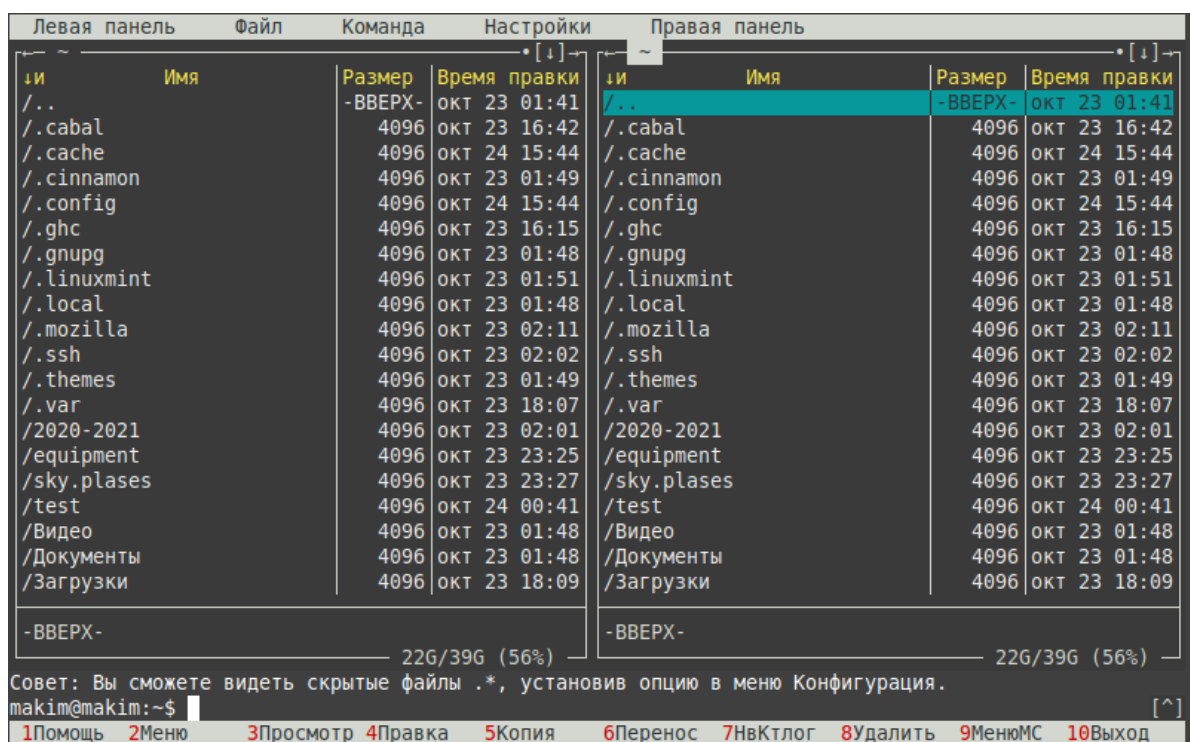 Левая панель Файл Команда Настройки Правая панель
~ •[↓] ~ •[↓]
↓и Имя Размер Время правки ↓и Имя Размер Время правки
/.. -ВВЕРХ- окт 23 01:41 /.. -ВВЕРХ- окт 23 01:41
/.cabal 4096 окт 23 16:42 /.cabal 4096 окт 23 16:42
/.cache 4096 окт 24 15:44 /.cache 4096 окт 24 15:44
/.cinnamon 4096 окт 23 01:49 /.cinnamon 4096 окт 23 01:49
/.config 4096 окт 24 15:44 /.config 4096 окт 24 15:44
/.ghc 4096 окт 23 16:15 /.ghc 4096 окт 23 16:15
/.gnupg 4096 окт 23 01:48 /.gnupg 4096 окт 23 01:48
/.linuxmint 4096 окт 23 01:51 /.linuxmint 4096 окт 23 01:51
/.local 4096 окт 23 01:48 /.local 4096 окт 23 01:48
/.mozilla 4096 окт 23 02:11 /.mozilla 4096 окт 23 02:11
/.ssh 4096 окт 23 02:02 /.ssh 4096 окт 23 02:02
/.themes 4096 окт 23 01:49 /.themes 4096 окт 23 01:49
/.var 4096 окт 23 18:07 /.var 4096 окт 23 18:07
/2020-2021 4096 окт 23 02:01 /2020-2021 4096 окт 23 02:01
/equipment 4096 окт 23 23:25 /equipment 4096 окт 23 23:25
/sky.plases 4096 окт 23 23:27 /sky.plases 4096 окт 23 23:27
/test 4096 окт 24 00:41 /test 4096 окт 24 00:41
/Видео 4096 окт 23 01:48 /Видео 4096 окт 23 01:48
/Документы 4096 окт 23 01:48 /Документы 4096 окт 23 01:48
/Загрузки 4096 окт 23 18:09 /Загрузки 4096 окт 23 18:09
-ВВЕРХ- -ВВЕРХ-
22G/39G (56%) 22G/39G (56%)
Совет: Вы сможете видеть скрытые файлы .*, установив опцию в меню Конфигурация.
makim@makim:~$ [^]
1Помощь 2Меню 3Просмотр 4Правка 5Копия 6Перенос 7НвКтлог 8Удалить 9МенюМС 10Выход